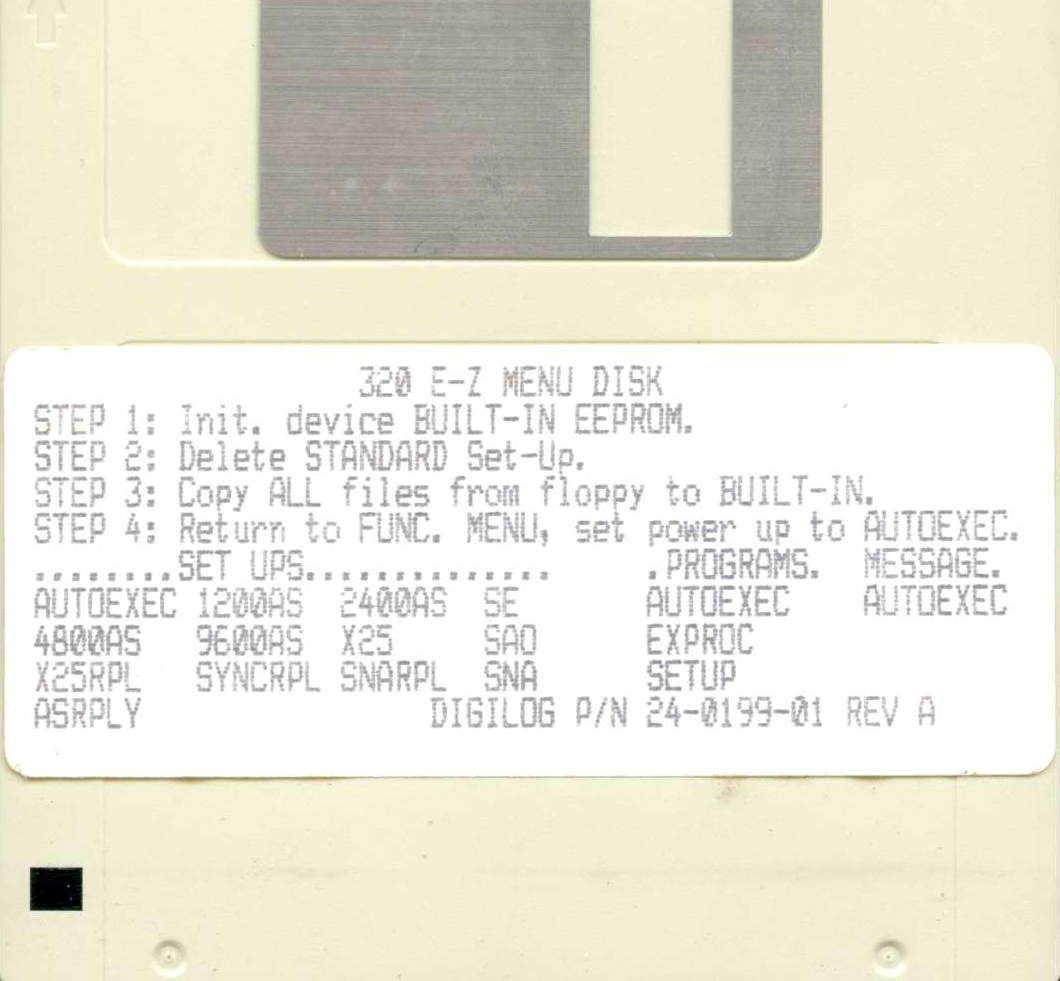 320 E-Z MENU DISK
STEP 1: Init. device BUILT-IN EEPROM.
STEP 2: Delete STANDARD Set-Up.
STEP 3: Copy ALL files from floppy to BUILT-IN.
STEP 4: Return to FUNC. MENU, set power up to AUTOEXEC.
........SET UPS.............. .PROGRAMS. MESSAGE.
AUTOEXEC 1200AS 2400AS SE AUTOEXEC AUTOEXEC
4800AS 9600AS X25 SAO EXPROC
X25RPL SYNCRPL SNARPL SNA SETUP
ASRPLY DIGILOG P/N 24-0199-01 REV A